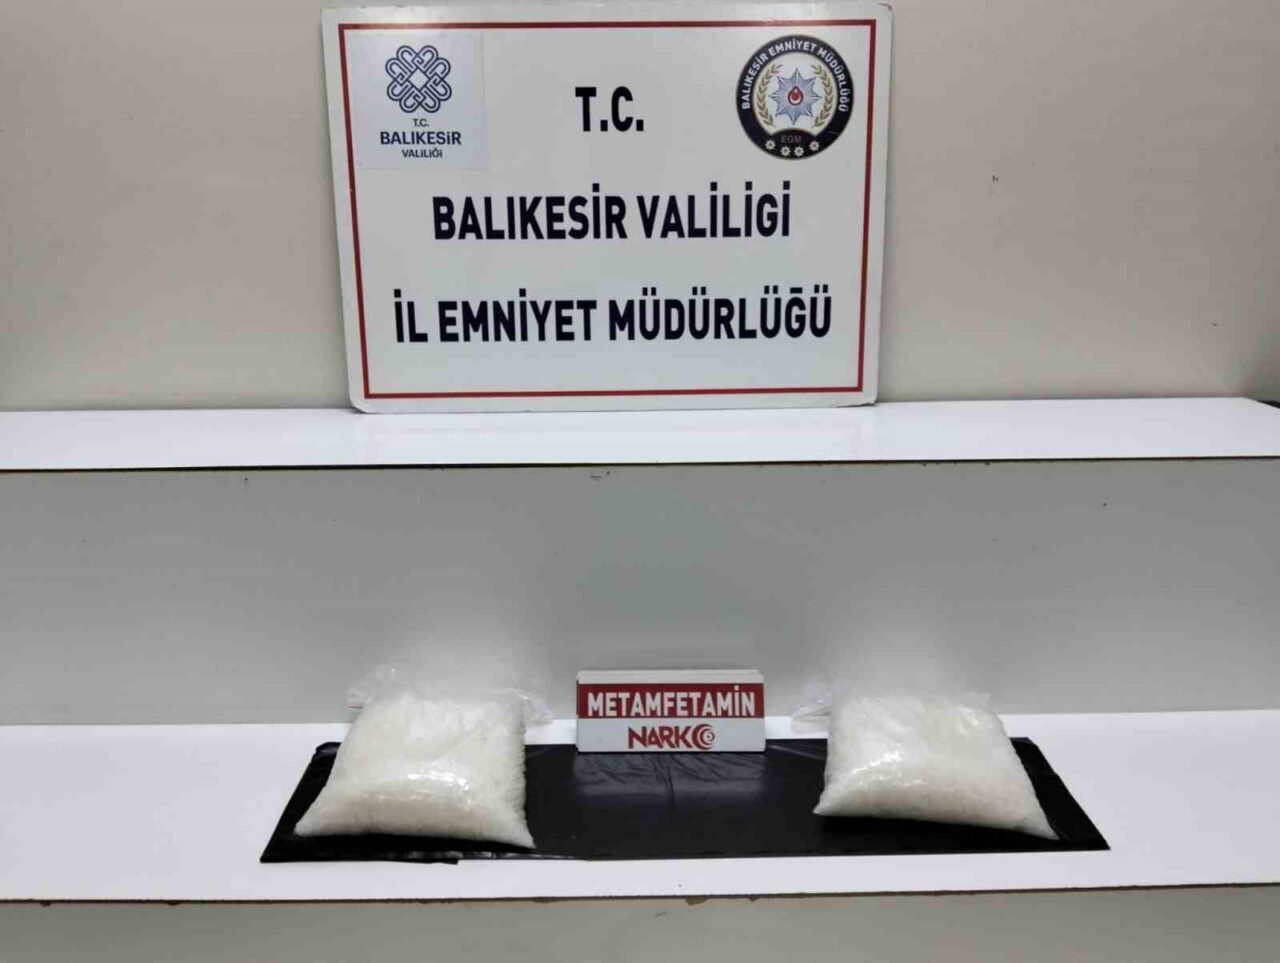 T.C.
BALIKESİR
VALİLİĞİ
BALIKESİR EMNİYET MÜDÜRLÜĞÜ
EGM
T.C.
BALIKESİR VALİLİGİ
İL EMNİYET MÜDÜRLÜĞÜ
METAMFETAMİN
NARKO